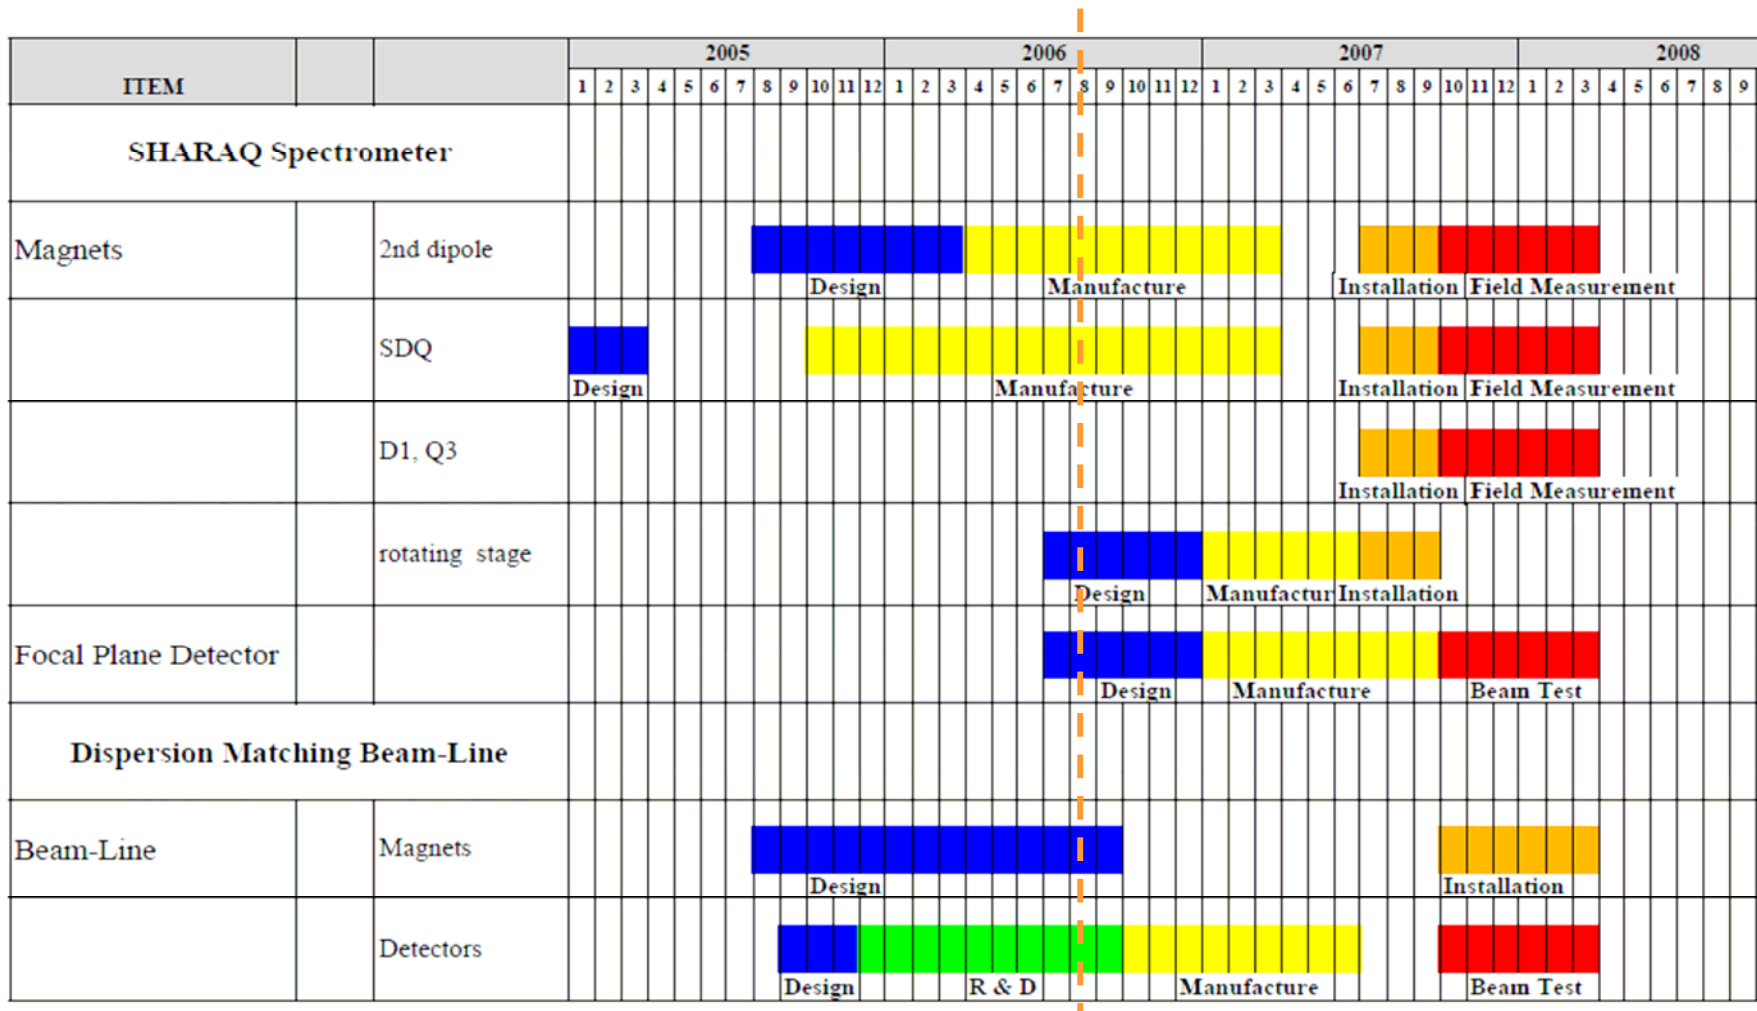 2005 2006 2007 2008
ITEM 1 2 3 4 5 6 7 8 9 10 11 12 1 2 3 4 5 6 7 8 9 10 11 12 1 2 3 4 5 6 7 8 9 10 11 12 1 2 3 4 5 6 7 8 9
SHARAQ Spectrometer
Magnets 2nd dipole
Design Manufacture Installation Field Measurement
SDQ
Design Manufacture Installation Field Measurement
D1, Q3
Installation Field Measurement
rotating stage
Design Manufactur Installation
Focal Plane Detector
Design Manufacture Beam Test
Dispersion Matching Beam-Line
Beam-Line Magnets
Design Installation
Detectors
Design R & D Manufacture Beam Test